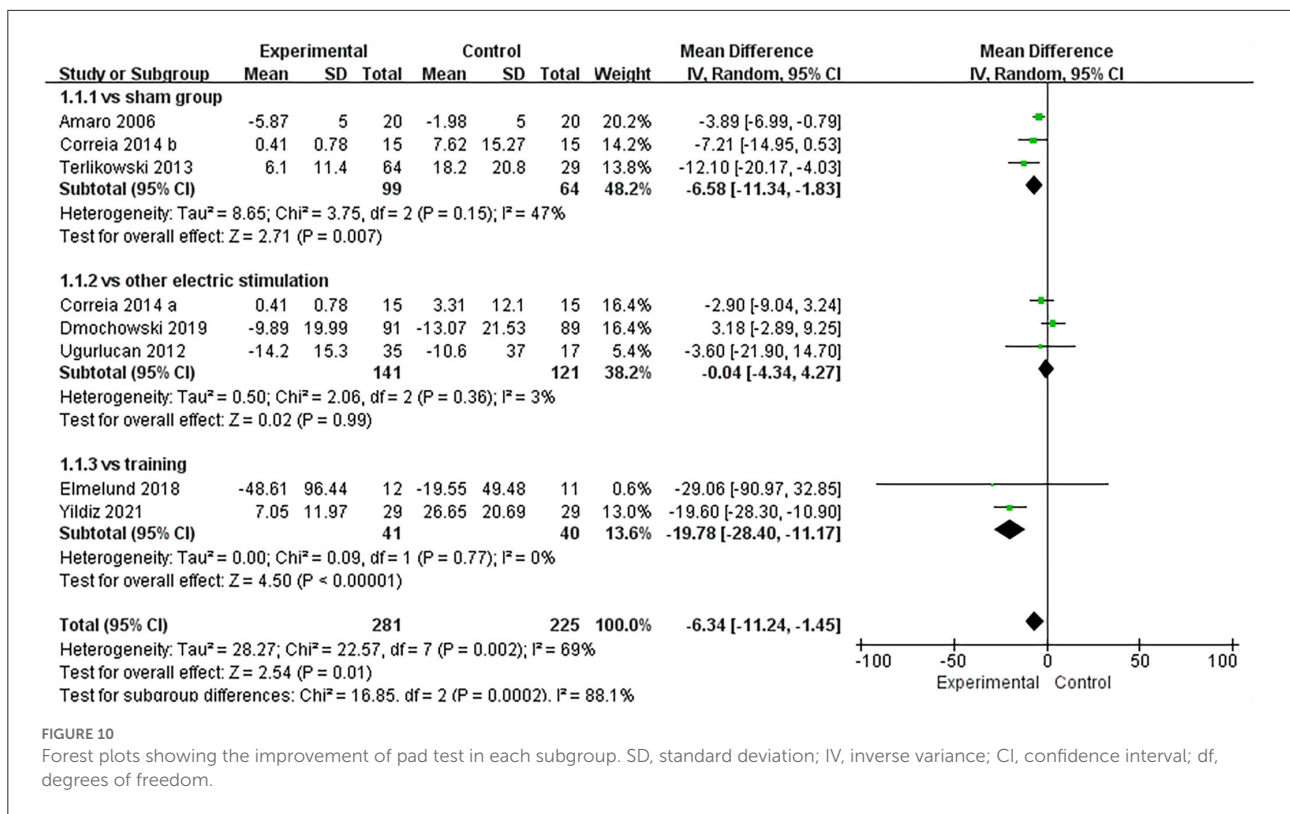 Experimental Control Mean Difference Mean Difference
Study or Subgroup Mean SD Total Mean SD Total Weight IV, Random, 95% CI IV, Random, 95% CI
1.1.1 vs sham group
Amaro 2006 -5.87 5 20 -1.98 5 20 20.2% -3.89 [-6.99, -0.79]
Correia 2014 b 0.41 0.78 15 7.62 15.27 15 14.2% -7.21 [-14.95, 0.53]
Terlikowski 2013 6.1 11.4 64 18.2 20.8 29 13.8% -12.10 [-20.17, -4.03]
Subtotal (95% CI) 99 64 48.2% -6.58 [-11.34, -1.83]
Heterogeneity: Tau² = 8.65; Chi² = 3.75, df = 2 (P = 0.15); I² = 47%
Test for overall effect: Z = 2.71 (P = 0.007)
1.1.2 vs other electric stimulation
Correia 2014 a 0.41 0.78 15 3.31 12.1 15 16.4% -2.90 [-9.04, 3.24]
Dmochowski 2019 -9.89 19.99 91 -13.07 21.53 89 16.4% 3.18 [-2.89, 9.25]
Ugurlucan 2012 -14.2 15.3 35 -10.6 37 17 5.4% -3.60 [-21.90, 14.70]
Subtotal (95% CI) 141 121 38.2% -0.04 [-4.34, 4.27]
Heterogeneity: Tau² = 0.50; Chi² = 2.06, df = 2 (P = 0.36); I² = 3%
Test for overall effect: Z = 0.02 (P = 0.99)
1.1.3 vs training
Elmelund 2018 -48.61 96.44 12 -19.55 49.48 11 0.6% -29.06 [-90.97, 32.85]
Yildiz 2021 7.05 11.97 29 26.65 20.69 29 13.0% -19.60 [-28.30, -10.90]
Subtotal (95% CI) 41 40 13.6% -19.78 [-28.40, -11.17]
Heterogeneity: Tau² = 0.00; Chi² = 0.09, df = 1 (P = 0.77); I² = 0%
Test for overall effect: Z = 4.50 (P < 0.00001)
Total (95% CI) 281 225 100.0% -6.34 [-11.24, -1.45]
Heterogeneity: Tau² = 28.27; Chi² = 22.57, df = 7 (P = 0.002); I² = 69%
Test for overall effect: Z = 2.54 (P = 0.01)
Test for subgroup differences: Chi² = 16.85, df = 2 (P = 0.0002), I² = 88.1%
-100 -50 0 50 100
Experimental Control
FIGURE 10
Forest plots showing the improvement of pad test in each subgroup. SD, standard deviation; IV, inverse variance; CI, confidence interval; df,
degrees of freedom.